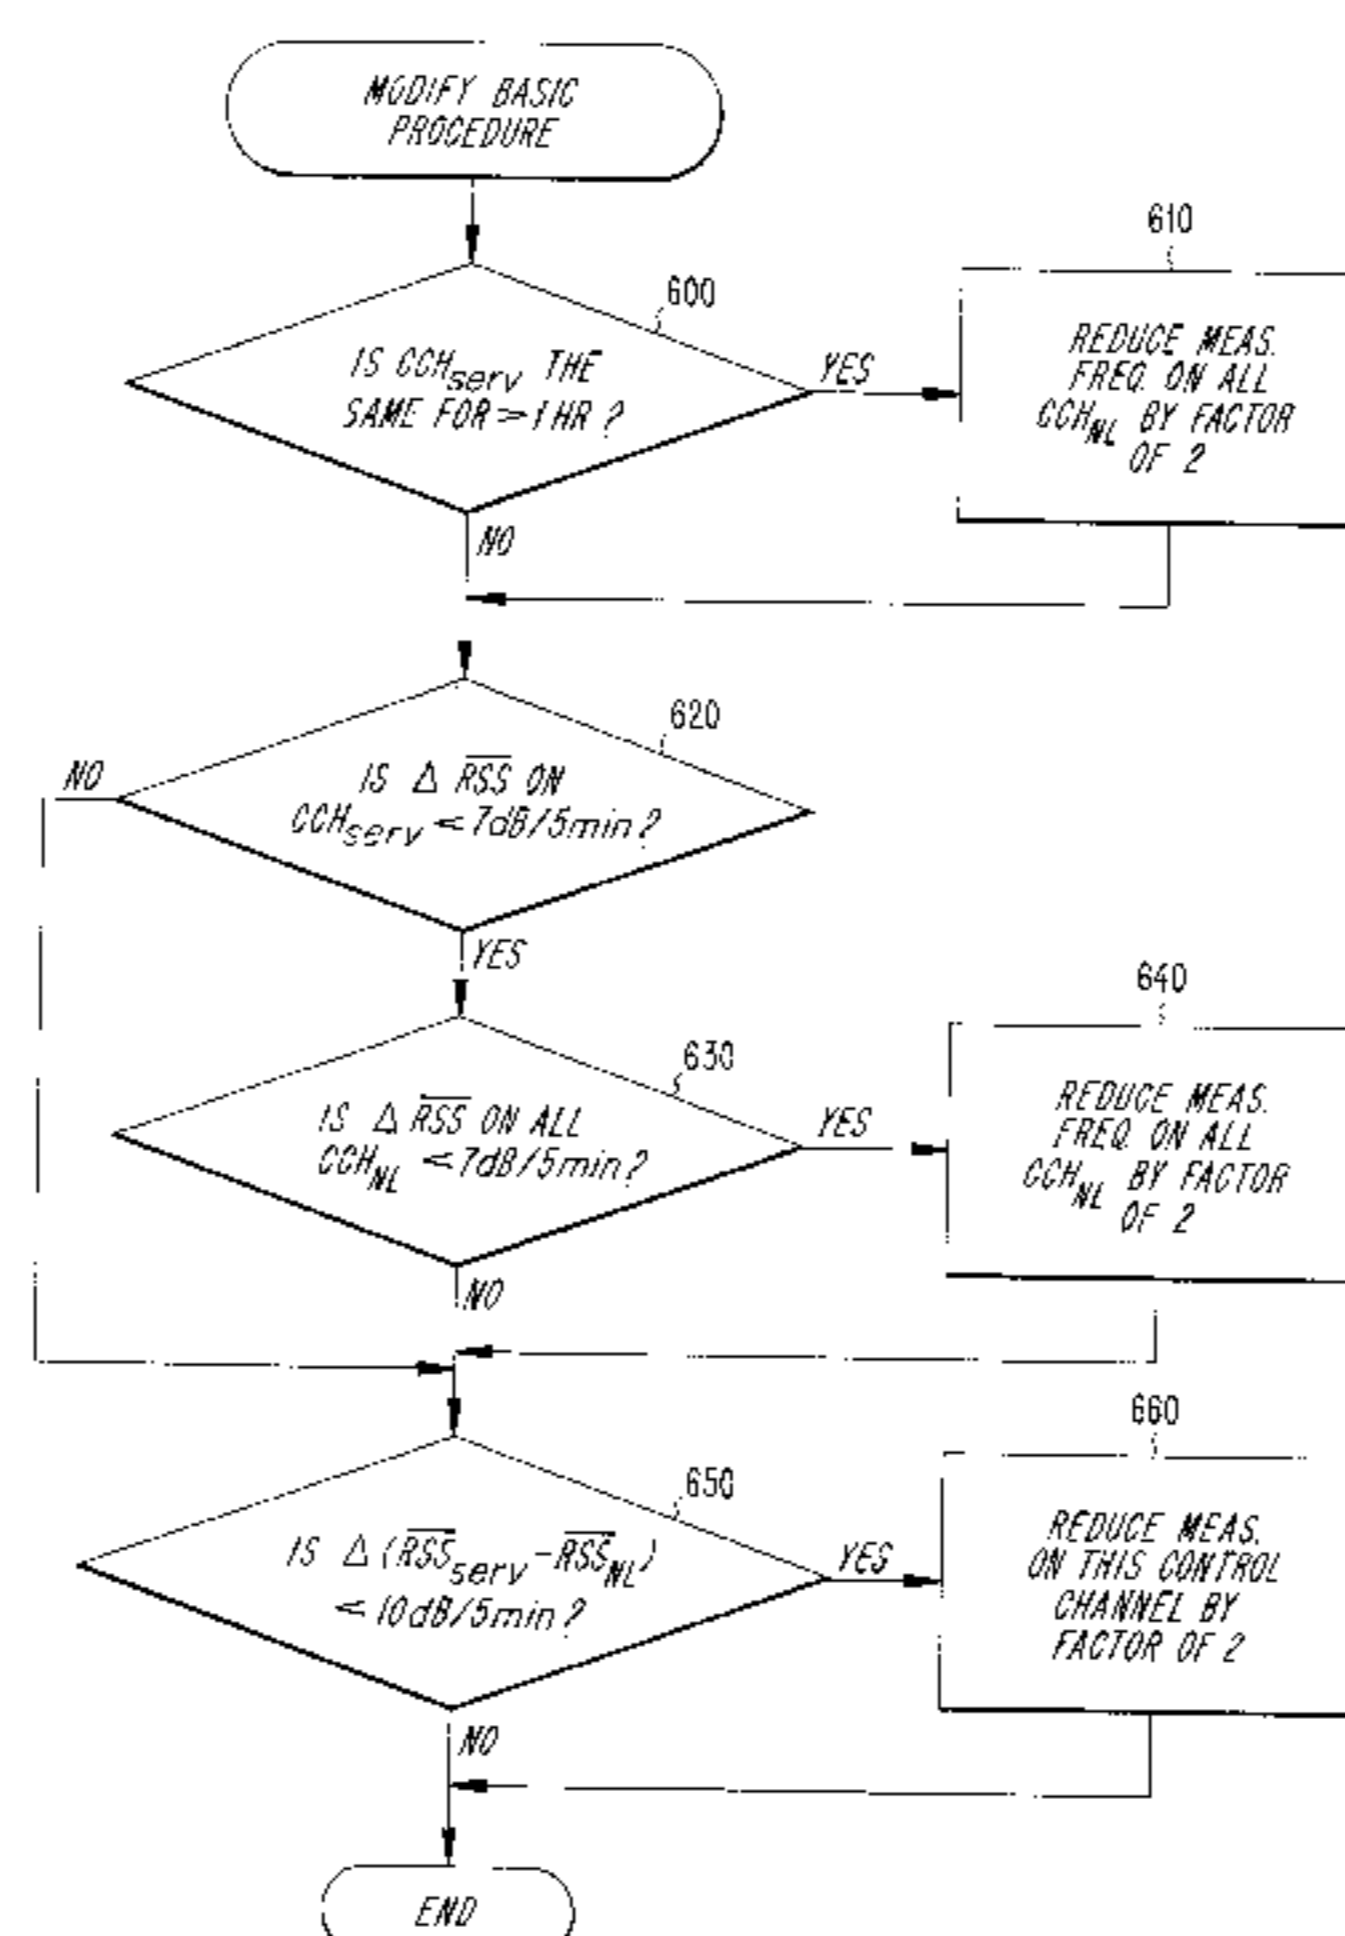 MODIFY BASIC
PROCEDURE
600
IS CCHserv THE
SAME FOR ≥ 1 HR ?
YES
NO
610
REDUCE MEAS.
FREQ. ON ALL
CCHNL BY FACTOR
OF 2
620
IS Δ RSS ON
CCHserv ≤ 7dB/5min?
NO
YES
630
IS Δ RSS ON ALL
CCHNL ≤ 7dB/5min?
YES
NO
640
REDUCE MEAS.
FREQ. ON ALL
CCHNL BY FACTOR
OF 2
650
IS Δ (RSSserv - RSSNL)
≤ 10dB/5min?
YES
NO
660
REDUCE MEAS.
ON THIS CONTROL
CHANNEL BY
FACTOR OF 2
END